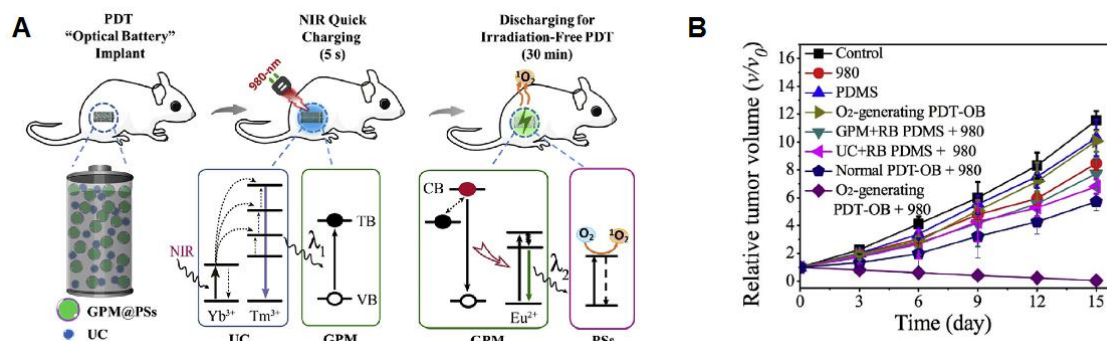 A
PDT
“Optical Battery”
Implant
NIR Quick
Charging
(5 s)
Discharging for
Irradiation-Free PDT
(30 min)
980-nm
¹O₂
GPM@PSs
UC
NIR
Yb³⁺
Tm³⁺
UC
λ₁
TB
VB
GPM
CB
Eu²⁺
GPM
λ₂
O₂
¹O₂
PSs
B
Relative tumor volume (v/v₀)
16
14
12
10
8
6
4
2
0
Control
980
PDMS
O₂-generating PDT-OB
GPM+RB PDMS + 980
UC+RB PDMS + 980
Normal PDT-OB + 980
O₂-generating
PDT-OB + 980
0 3 6 9 12 15
Time (day)